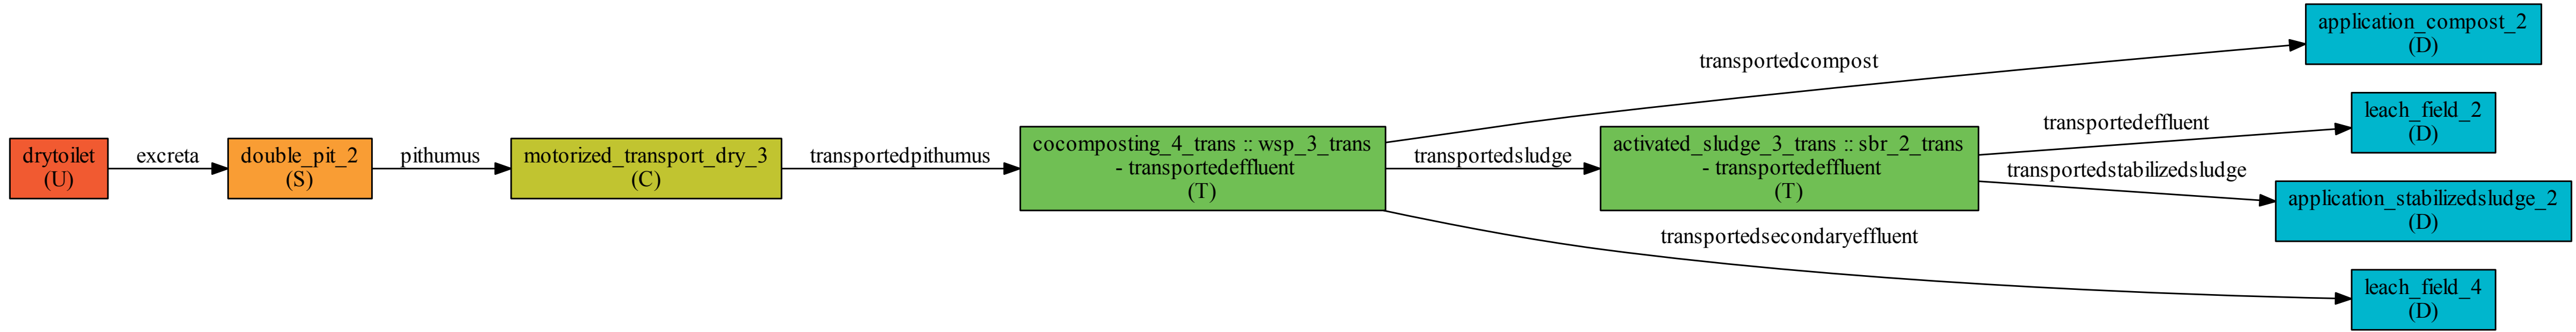 drytoilet
(U)
excreta
double_pit_2
(S)
pithumus
motorized_transport_dry_3
(C)
transportedpithumus
cocomposting_4_trans :: wsp_3_trans
- transportedeffluent
(T)
transportedcompost
transportedsludge
transportedsecondaryeffluent
activated_sludge_3_trans :: sbr_2_trans
- transportedeffluent
(T)
transportedeffluent
transportedstabilizedsludge
application_compost_2
(D)
leach_field_2
(D)
application_stabilizedsludge_2
(D)
leach_field_4
(D)